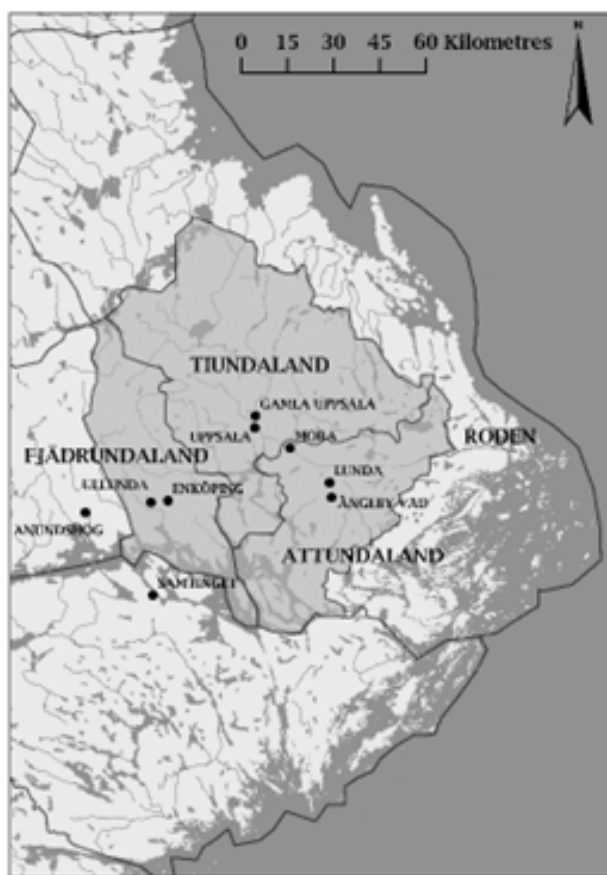 N
0 15 30 45 60 Kilometres
TIUNDALAND
GAMLA UPPSALA
UPPSALA
MORA
RODEN
FJÄDRUNDALAND
LUNDA
ULLUNDA
ENKÖPING
ÄNGLBY VAD
ANUNDSHÖG
ATTUNDALAND
SAMTINGET